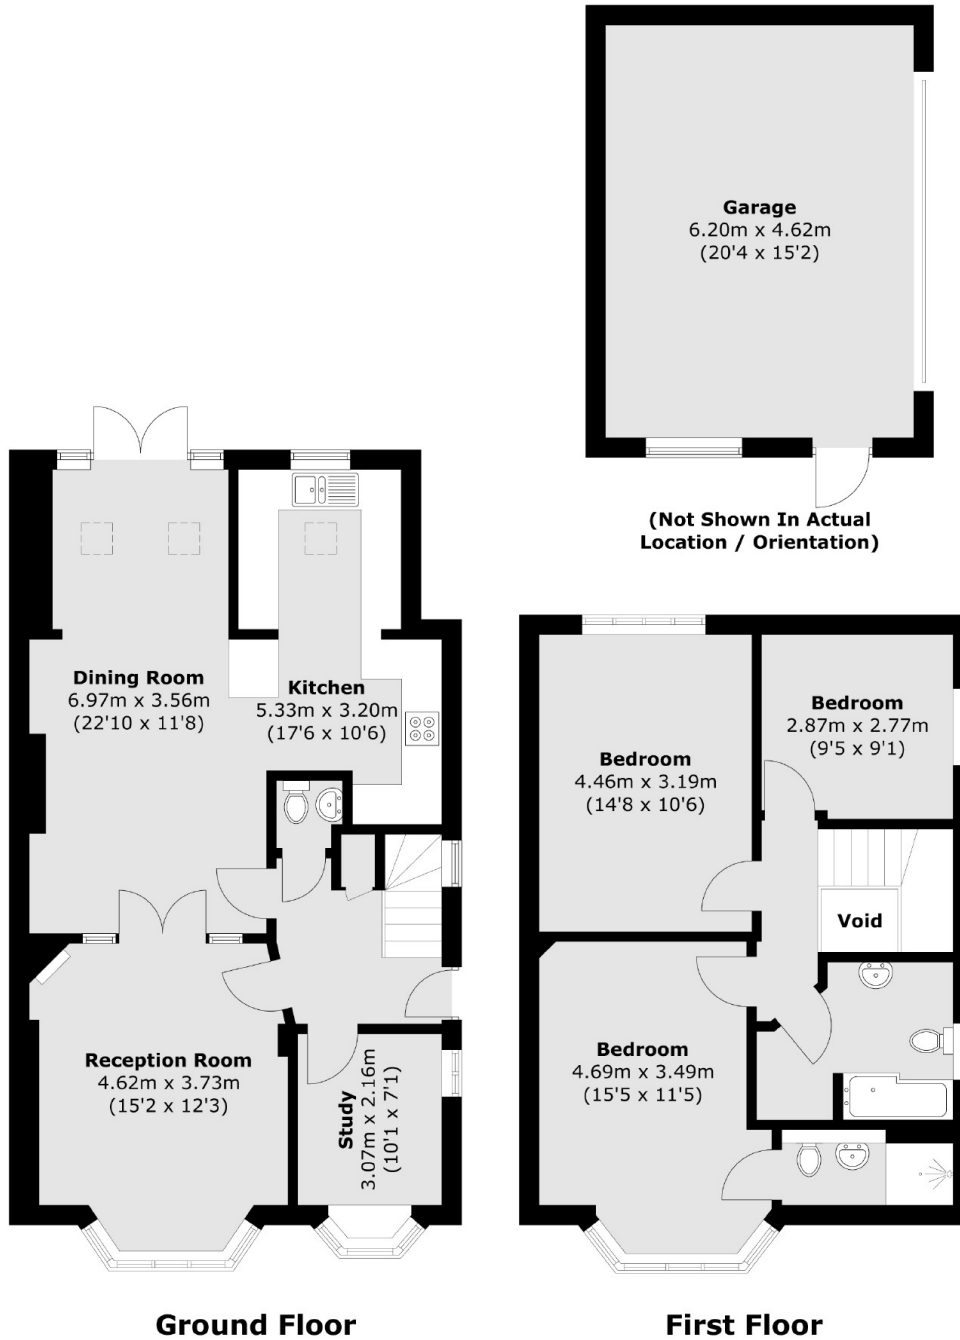 Garage
6.20m x 4.62m
(20'4 x 15'2)
(Not Shown In Actual
Location / Orientation)
Dining Room
6.97m x 3.56m
(22'10 x 11'8)
Kitchen
5.33m x 3.20m
(17'6 x 10'6)
Reception Room
4.62m x 3.73m
(15'2 x 12'3)
Study
3.07m x 2.16m
(10'1 x 7'1)
Bedroom
2.87m x 2.77m
(9'5 x 9'1)
Bedroom
4.46m x 3.19m
(14'8 x 10'6)
Void
Bedroom
4.69m x 3.49m
(15'5 x 11'5)
Ground Floor
First Floor